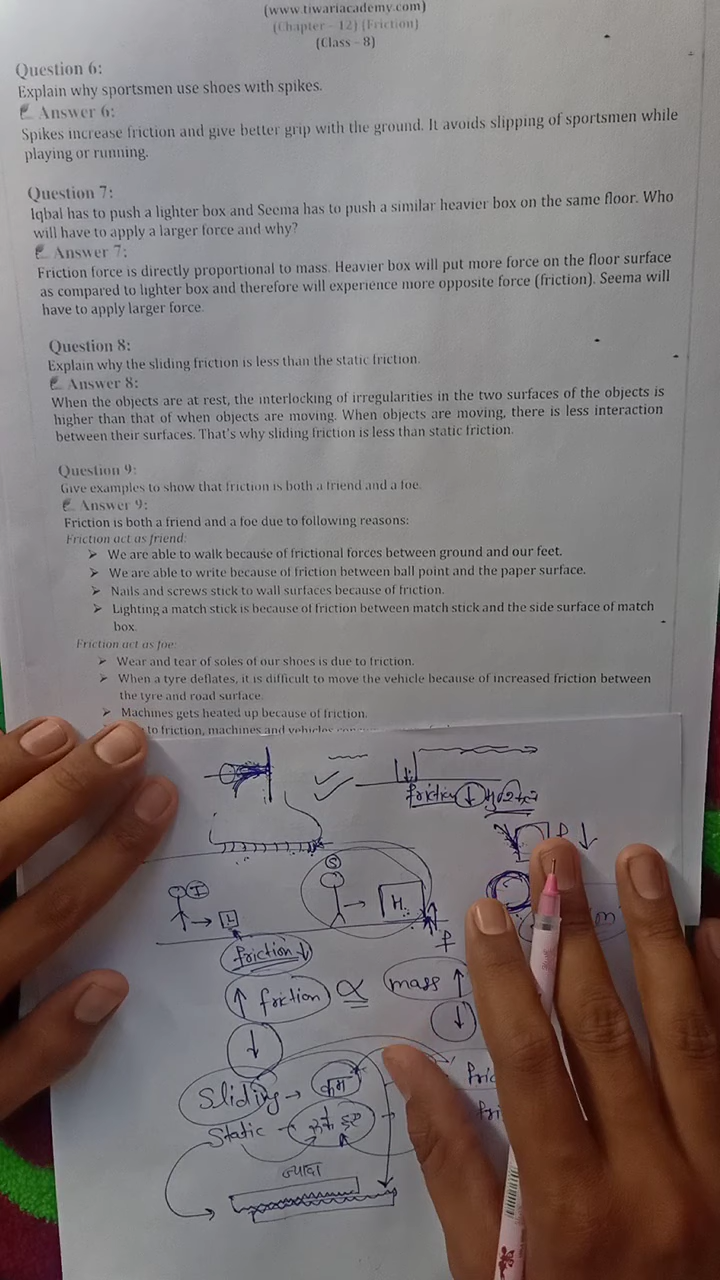 (www.tiwariacademy.com)
(Chapter – 12) (Friction)
(Class – 8)
Question 6:
Explain why sportsmen use shoes with spikes.
Answer 6:
Spikes increase friction and give better grip with the ground. It avoids slipping of sportsmen while
playing or running.
Question 7:
Iqbal has to push a lighter box and Seema has to push a similar heavier box on the same floor. Who
will have to apply a larger force and why?
Answer 7:
Friction force is directly proportional to mass. Heavier box will put more force on the floor surface
as compared to lighter box and therefore will experience more opposite force (friction). Seema will
have to apply larger force.
Question 8:
Explain why the sliding friction is less than the static friction.
Answer 8:
When the objects are at rest, the interlocking of irregularities in the two surfaces of the objects is
higher than that of when objects are moving. When objects are moving, there is less interaction
between their surfaces. That's why sliding friction is less than static friction.
Question 9:
Give examples to show that friction is both a friend and a foe.
Answer 9:
Friction is both a friend and a foe due to following reasons:
Friction act as friend:
➢ We are able to walk because of frictional forces between ground and our feet.
➢ We are able to write because of friction between ball point and the paper surface.
➢ Nails and screws stick to wall surfaces because of friction.
➢ Lighting a match stick is because of friction between match stick and the side surface of match
box.
Friction act as foe:
➢ Wear and tear of soles of our shoes is due to friction.
➢ When a tyre deflates, it is difficult to move the vehicle because of increased friction between
the tyre and road surface.
➢ Machines gets heated up because of friction.
to friction, machines and vehicles
friction ↓
f ↓
S
I
L
H
f
friction ↓
↑ friction ∝ mass ↑
↓ ↓
Sliding → कम
Static →
ज्यादा